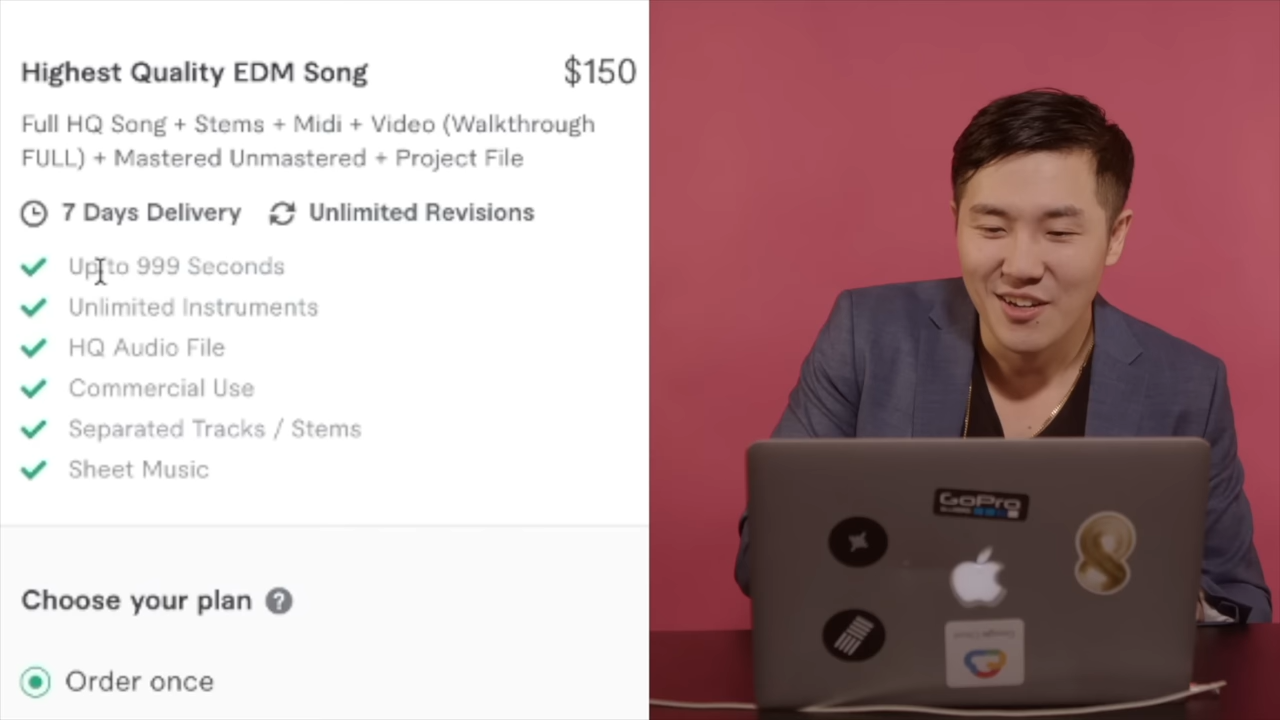 Highest Quality EDM Song
$150
Full HQ Song + Stems + Midi + Video (Walkthrough
FULL) + Mastered Unmastered + Project File
7 Days Delivery
Unlimited Revisions
Up to 999 Seconds
Unlimited Instruments
HQ Audio File
Commercial Use
Separated Tracks / Stems
Sheet Music
Choose your plan ?
Order once
GoPro
Google Cloud